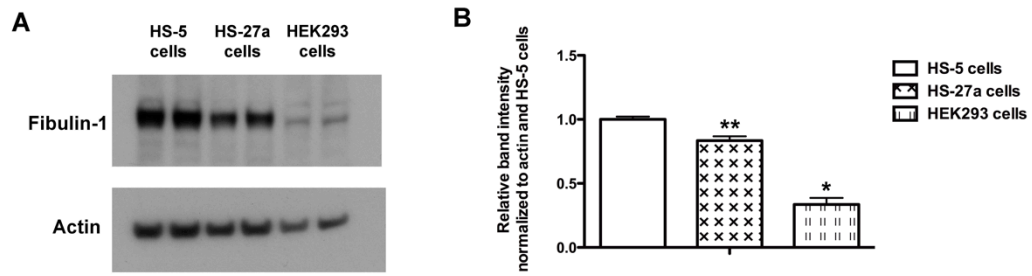 A
HS-5 cells
HS-27a cells
HEK293 cells
Fibulin-1
Actin
B
Relative band intensity
normalized to actin and HS-5 cells
1.5
1.0
0.5
0.0
**
*
HS-5 cells
HS-27a cells
HEK293 cells